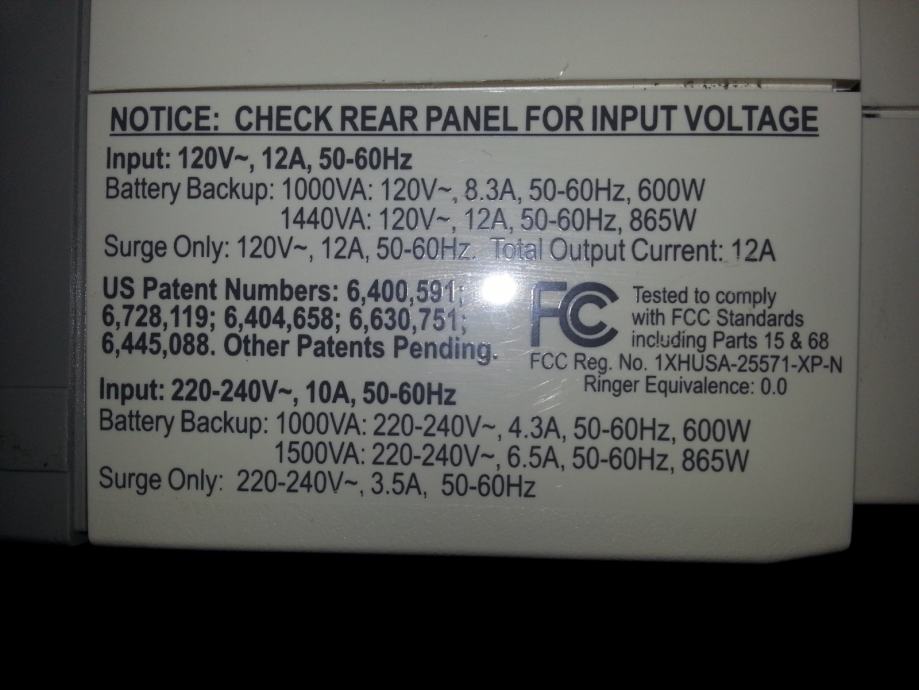 NOTICE: CHECK REAR PANEL FOR INPUT VOLTAGE
Input: 120V~, 12A, 50-60Hz
Battery Backup: 1000VA: 120V~, 8.3A, 50-60Hz, 600W
1440VA: 120V~, 12A, 50-60Hz, 865W
Surge Only: 120V~, 12A, 50-60Hz. Total Output Current: 12A
US Patent Numbers: 6,400,591;
6,728,119; 6,404,658; 6,630,751;
6,445,088. Other Patents Pending.
FC Tested to comply
with FCC Standards
including Parts 15 & 68
FCC Reg. No. 1XHUSA-25571-XP-N
Ringer Equivalence: 0.0
Input: 220-240V~, 10A, 50-60Hz
Battery Backup: 1000VA: 220-240V~, 4.3A, 50-60Hz, 600W
1500VA: 220-240V~, 6.5A, 50-60Hz, 865W
Surge Only: 220-240V~, 3.5A, 50-60Hz